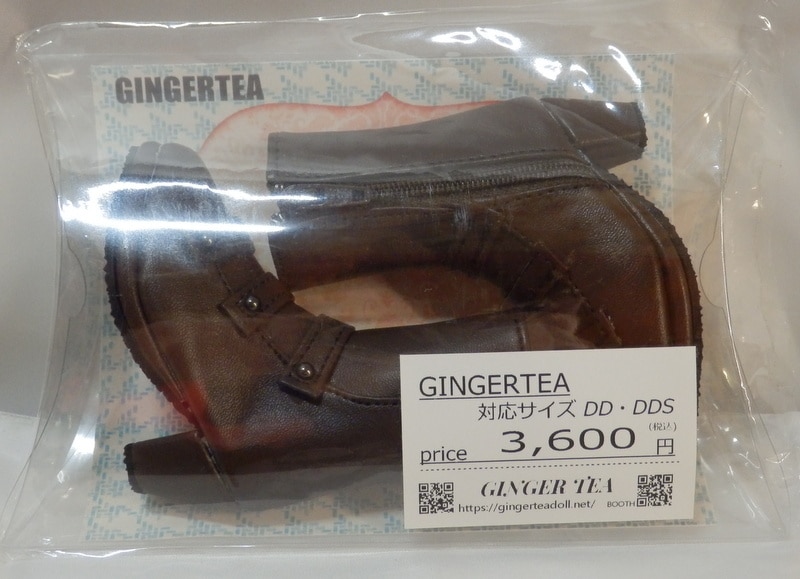 GINGERTEA
GINGERTEA
対応サイズ DD・DDS
price 3,600 (税込) 円
GINGER TEA
https://gingerteadoll.net/ BOOTH